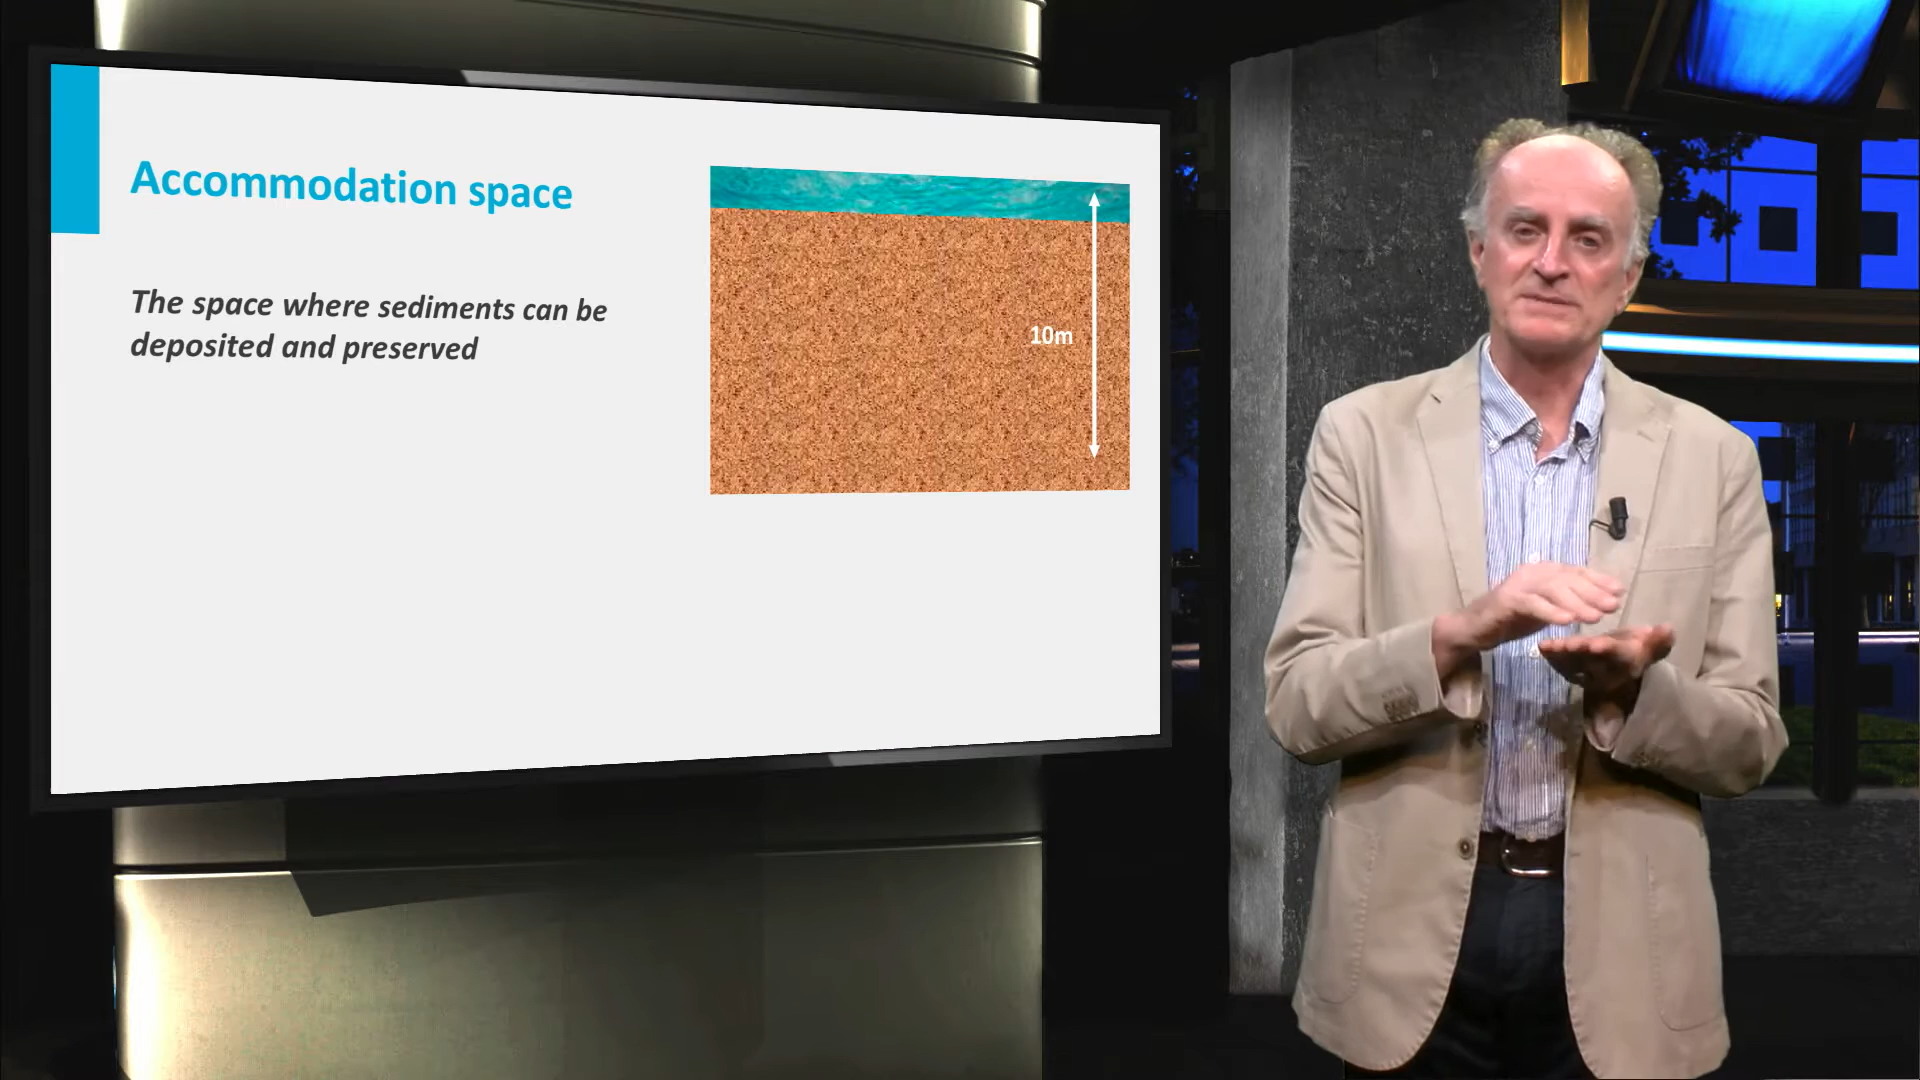 Accommodation space
The space where sediments can be
deposited and preserved
10m